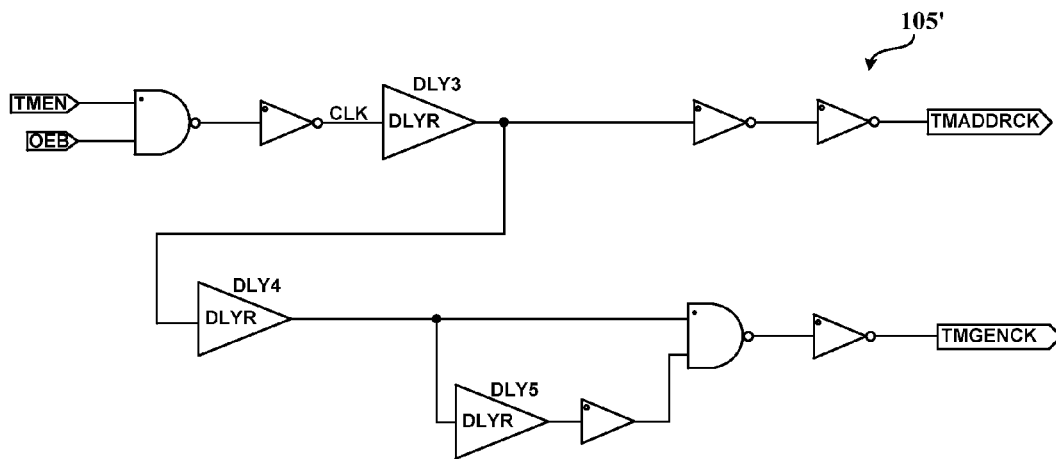 105'
DLY3
TMEN
CLK
DLYR
OEB
TMADDRCK
DLY4
DLYR
TMGENCK
DLY5
DLYR